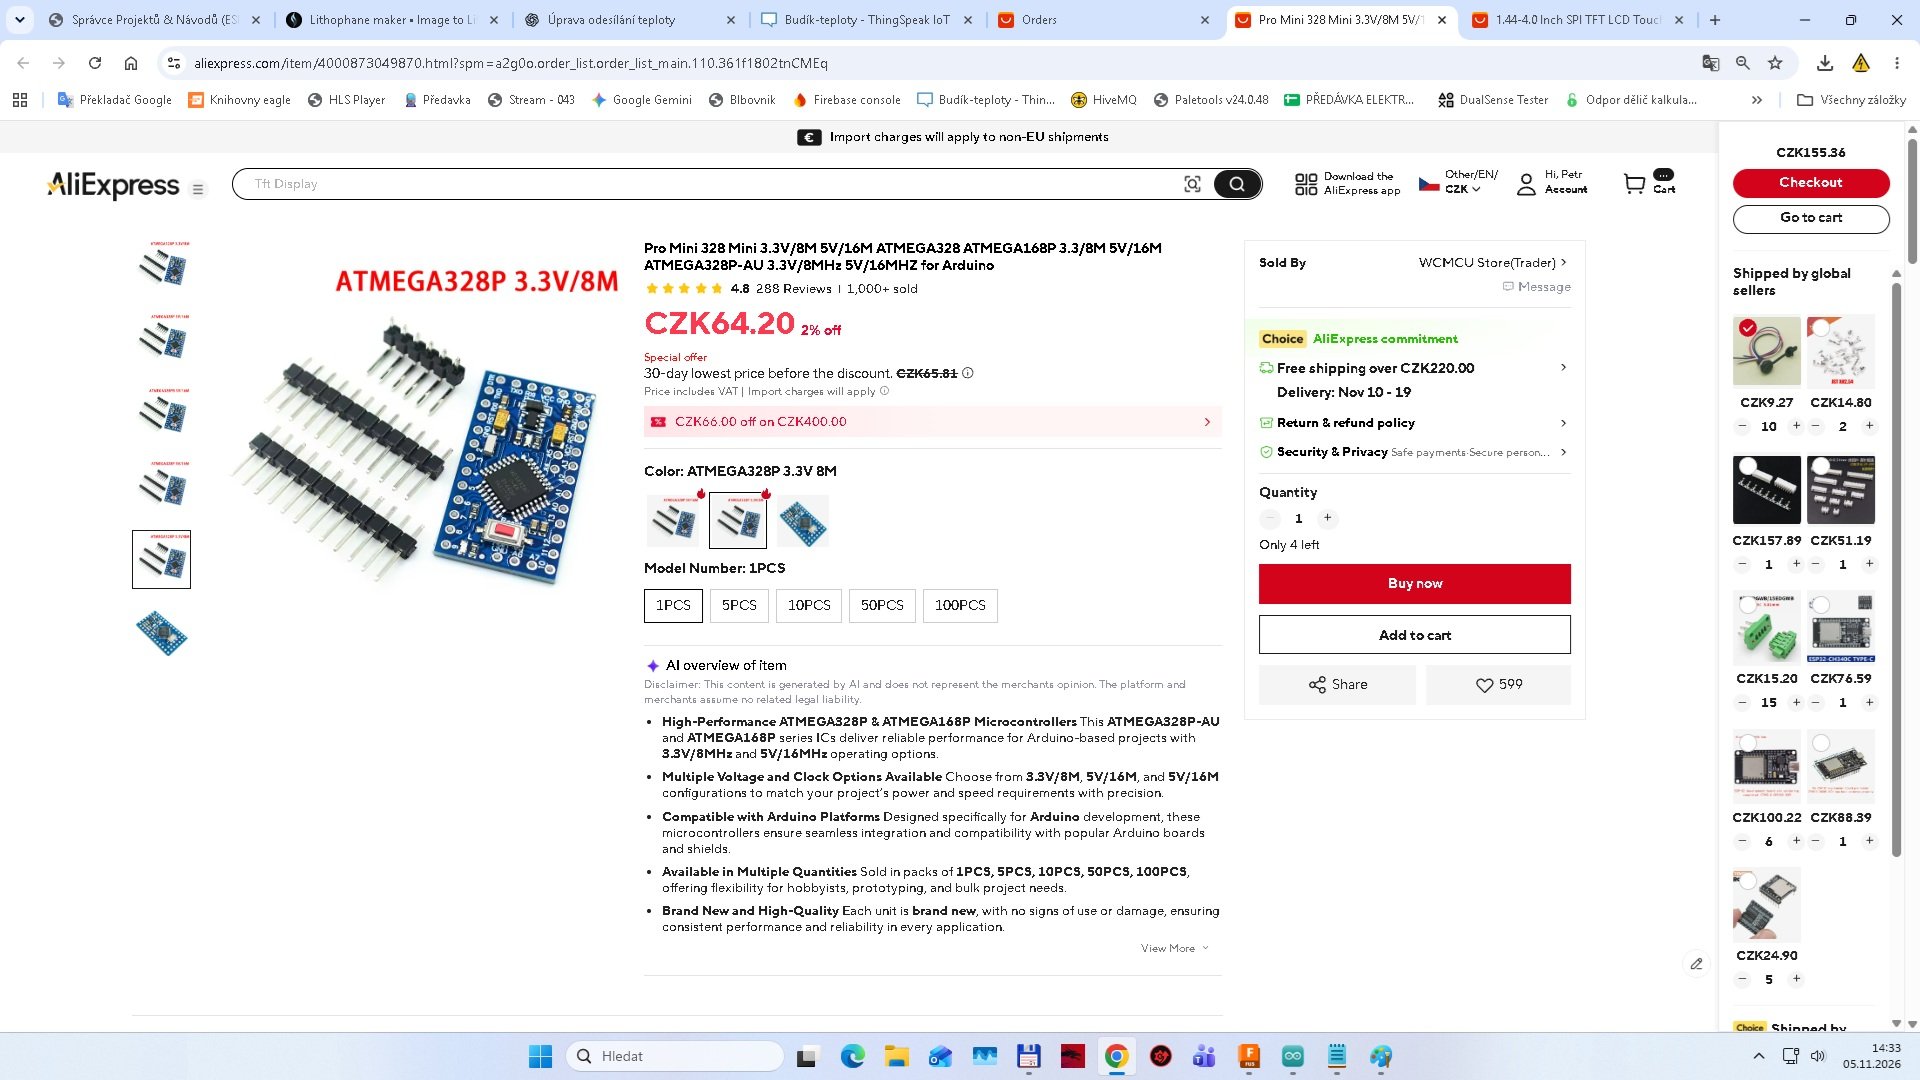 Správce Projektů & Návodů (ES
Lithophane maker • Image to Li
Úprava odesílání teploty
Budík-teploty - ThingSpeak IoT
Orders
Pro Mini 328 Mini 3.3V/8M 5V/1
1.44-4.0 Inch SPI TFT LCD Touc
aliexpress.com/item/4000873049870.html?spm=a2g0o.order_list.order_list_main.110.361f1802tnCMEq
Překladač Google
Knihovny eagle
HLS Player
Předavka
Stream - 043
Google Gemini
Blbovnik
Firebase console
Budík-teploty - Thin...
HiveMQ
Paletools v24.0.48
PŘEDÁVKA ELEKTR...
DualSense Tester
Odpor dělič kalkula...
Všechny záložky
Import charges will apply to non-EU shipments
AliExpress
Tft Display
Download the
AliExpress app
Other/EN/
CZK
Hi, Petr
Account
Cart
ATMEGA328P 3.3V/8M
Pro Mini 328 Mini 3.3V/8M 5V/16M ATMEGA328 ATMEGA168P 3.3/8M 5V/16M
ATMEGA328P-AU 3.3V/8MHz 5V/16MHZ for Arduino
4.8 288 Reviews | 1,000+ sold
CZK64.20 2% off
Special offer
30-day lowest price before the discount. CZK65.81
Price includes VAT | Import charges will apply
CZK66.00 off on CZK400.00
Color: ATMEGA328P 3.3V 8M
Model Number: 1PCS
1PCS
5PCS
10PCS
50PCS
100PCS
AI overview of item
Disclaimer: This content is generated by AI and does not represent the merchants opinion. The platform and
merchants assume no related legal liability.
• High-Performance ATMEGA328P & ATMEGA168P Microcontrollers This ATMEGA328P-AU
and ATMEGA168P series ICs deliver reliable performance for Arduino-based projects with
3.3V/8MHz and 5V/16MHz operating options.
• Multiple Voltage and Clock Options Available Choose from 3.3V/8M, 5V/16M, and 5V/16M
configurations to match your project's power and speed requirements with precision.
• Compatible with Arduino Platforms Designed specifically for Arduino development, these
microcontrollers ensure seamless integration and compatibility with popular Arduino boards
and shields.
• Available in Multiple Quantities Sold in packs of 1PCS, 5PCS, 10PCS, 50PCS, 100PCS,
offering flexibility for hobbyists, prototyping, and bulk project needs.
• Brand New and High-Quality Each unit is brand new, with no signs of use or damage, ensuring
consistent performance and reliability in every application.
View More
Sold By
WCMCU Store(Trader)
Message
Choice AliExpress commitment
Free shipping over CZK220.00
Delivery: Nov 10 - 19
Return & refund policy
Security & Privacy Safe payments·Secure person...
Quantity
− 1 +
Only 4 left
Buy now
Add to cart
Share
599
CZK155.36
Checkout
Go to cart
Shipped by global
sellers
CZK9.27 CZK14.80
− 10 + − 2 +
CZK157.89 CZK51.19
− 1 + − 1 +
CZK15.20 CZK76.59
− 15 + − 1 +
CZK100.22 CZK88.39
− 6 + − 1 +
CZK24.90
− 5 +
Choice Shipped by
Hledat
14:33
05.11.2026